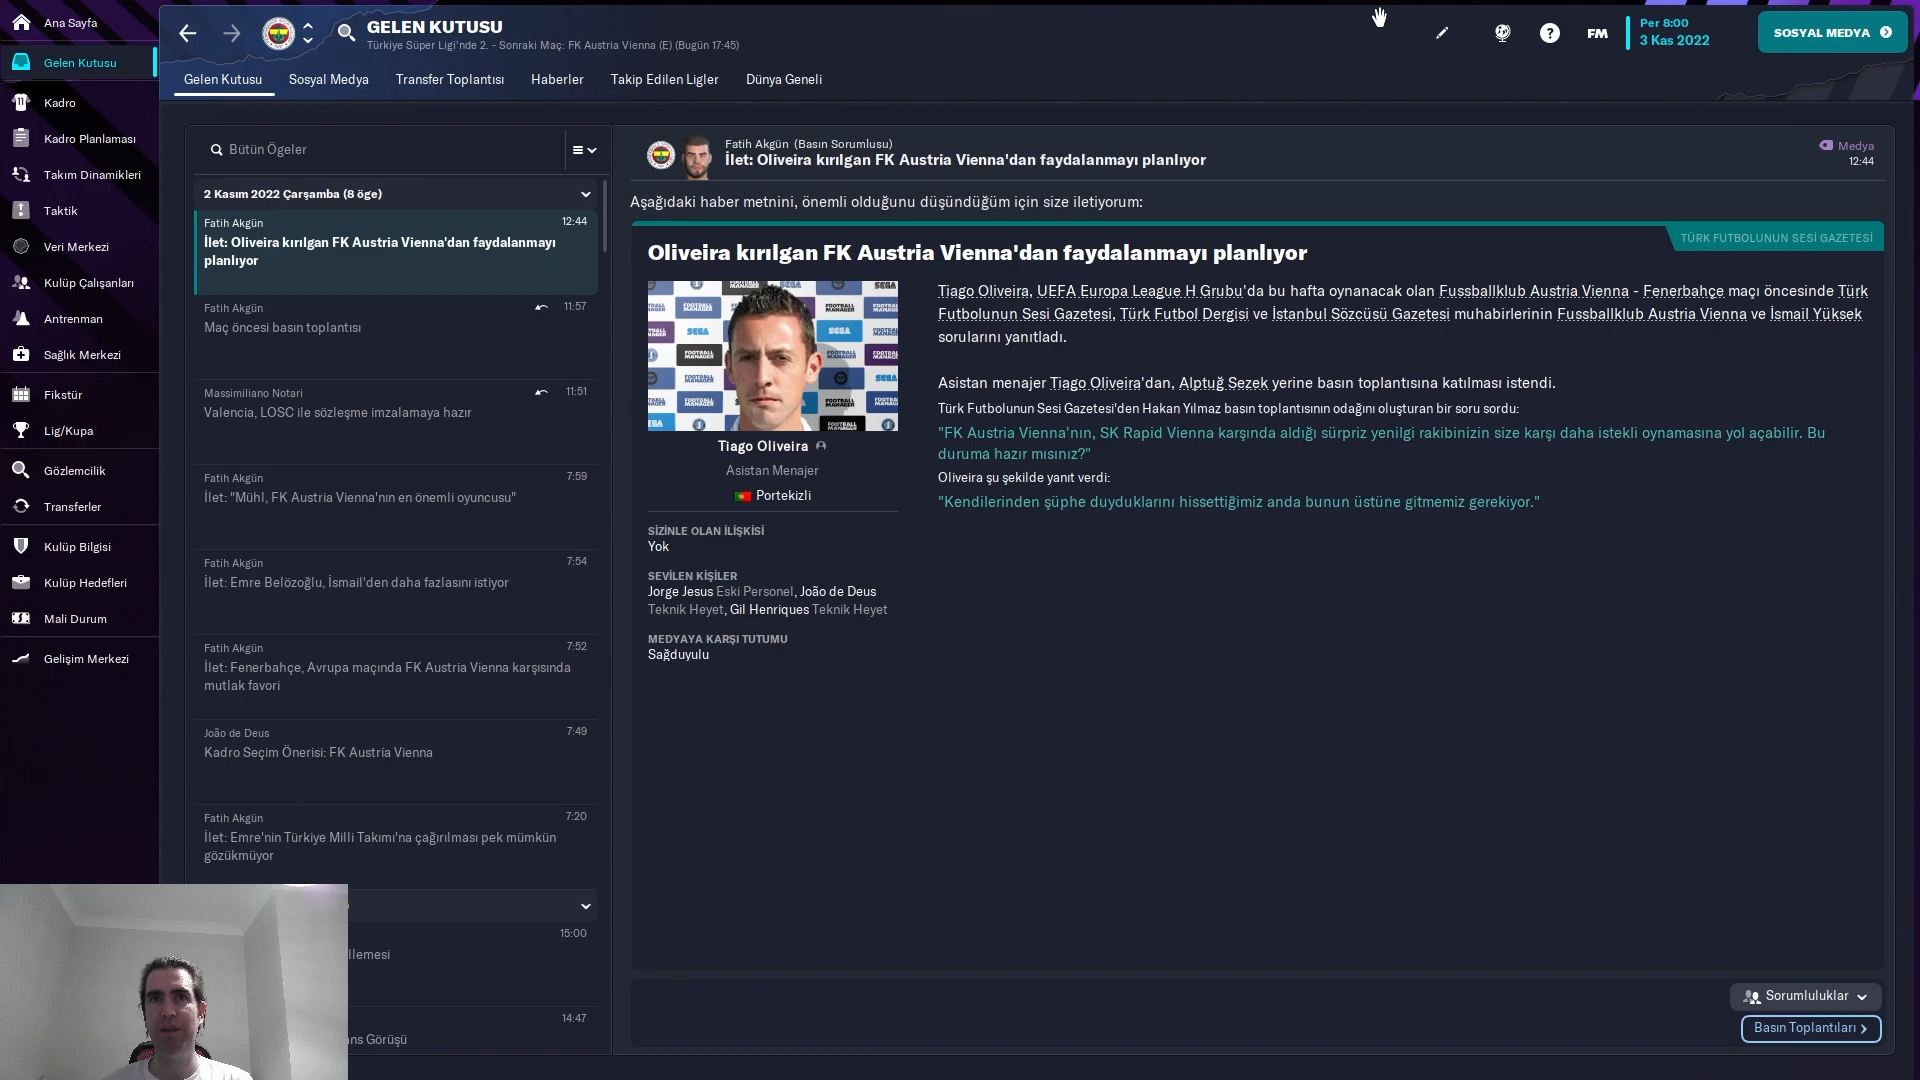 Ana Sayfa
Gelen Kutusu
Kadro
Kadro Planlaması
Takım Dinamikleri
Taktik
Veri Merkezi
Kulüp Çalışanları
Antrenman
Sağlık Merkezi
Fikstür
Lig/Kupa
Gözlemcilik
Transferler
Kulüp Bilgisi
Kulüp Hedefleri
Mali Durum
Gelişim Merkezi
GELEN KUTUSU
Türkiye Süper Ligi'nde 2. - Sonraki Maç: FK Austria Vienna (E) (Bugün 17:45)
FM
Per 8:00
3 Kas 2022
SOSYAL MEDYA
Gelen Kutusu
Sosyal Medya
Transfer Toplantısı
Haberler
Takip Edilen Ligler
Dünya Geneli
Bütün Ögeler
2 Kasım 2022 Çarşamba (8 öge)
Fatih Akgün 12:44
İlet: Oliveira kırılgan FK Austria Vienna'dan faydalanmayı
planlıyor
Fatih Akgün 11:57
Maç öncesi basın toplantısı
Massimiliano Notari 11:51
Valencia, LOSC ile sözleşme imzalamaya hazır
Fatih Akgün 7:59
İlet: "Mühl, FK Austria Vienna'nın en önemli oyuncusu"
Fatih Akgün 7:54
İlet: Emre Belözoğlu, İsmail'den daha fazlasını istiyor
Fatih Akgün 7:52
İlet: Fenerbahçe, Avrupa maçında FK Austria Vienna karşısında
mutlak favori
João de Deus 7:49
Kadro Seçim Önerisi: FK Austria Vienna
Fatih Akgün 7:20
İlet: Emre'nin Türkiye Milli Takımı'na çağırılması pek mümkün
gözükmüyor
15:00
llemesi
14:47
ns Görüşü
Fatih Akgün (Basın Sorumlusu)
İlet: Oliveira kırılgan FK Austria Vienna'dan faydalanmayı planlıyor
Medya
12:44
Aşağıdaki haber metnini, önemli olduğunu düşündüğüm için size iletiyorum:
TÜRK FUTBOLUNUN SESİ GAZETESİ
Oliveira kırılgan FK Austria Vienna'dan faydalanmayı planlıyor
SEGA
FOOTBALL MANAGER
Tiago Oliveira
Asistan Menajer
Portekizli
SİZİNLE OLAN İLİŞKİSİ
Yok
SEVİLEN KİŞİLER
Jorge Jesus Eski Personel, João de Deus
Teknik Heyet, Gil Henriques Teknik Heyet
MEDYAYA KARŞI TUTUMU
Sağduyulu
Tiago Oliveira, UEFA Europa League H Grubu'da bu hafta oynanacak olan Fussballklub Austria Vienna - Fenerbahçe maçı öncesinde Türk
Futbolunun Sesi Gazetesi, Türk Futbol Dergisi ve İstanbul Sözcüsü Gazetesi muhabirlerinin Fussballklub Austria Vienna ve İsmail Yüksek
sorularını yanıtladı.
Asistan menajer Tiago Oliveira'dan, Alptuğ Sezek yerine basın toplantısına katılması istendi.
Türk Futbolunun Sesi Gazetesi'den Hakan Yılmaz basın toplantısının odağını oluşturan bir soru sordu:
"FK Austria Vienna'nın, SK Rapid Vienna karşında aldığı sürpriz yenilgi rakibinizin size karşı daha istekli oynamasına yol açabilir. Bu
duruma hazır mısınız?"
Oliveira şu şekilde yanıt verdi:
"Kendilerinden şüphe duyduklarını hissettiğimiz anda bunun üstüne gitmemiz gerekiyor."
Sorumluluklar
Basın Toplantıları